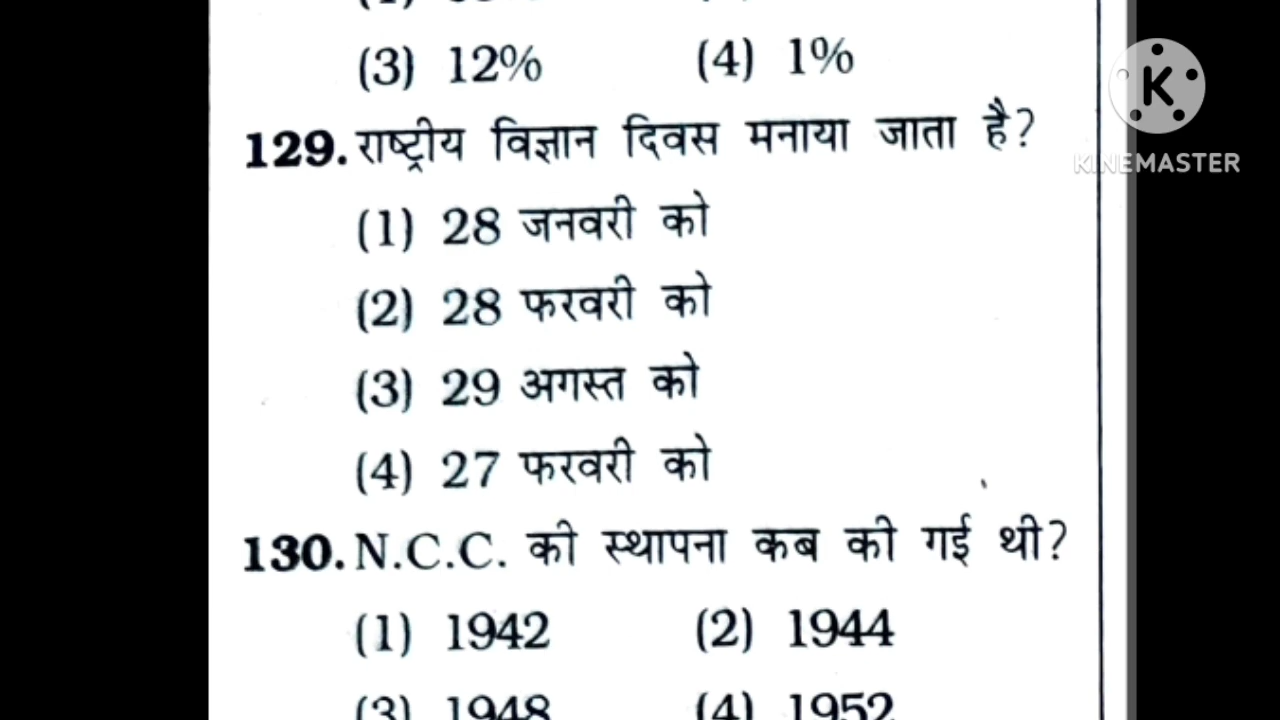 (3) 12% (4) 1%
K
KINEMASTER
129. राष्ट्रीय विज्ञान दिवस मनाया जाता है?
(1) 28 जनवरी को
(2) 28 फरवरी को
(3) 29 अगस्त को
(4) 27 फरवरी को
130. N.C.C. की स्थापना कब की गई थी?
(1) 1942 (2) 1944
(3) 1948 (4) 1952